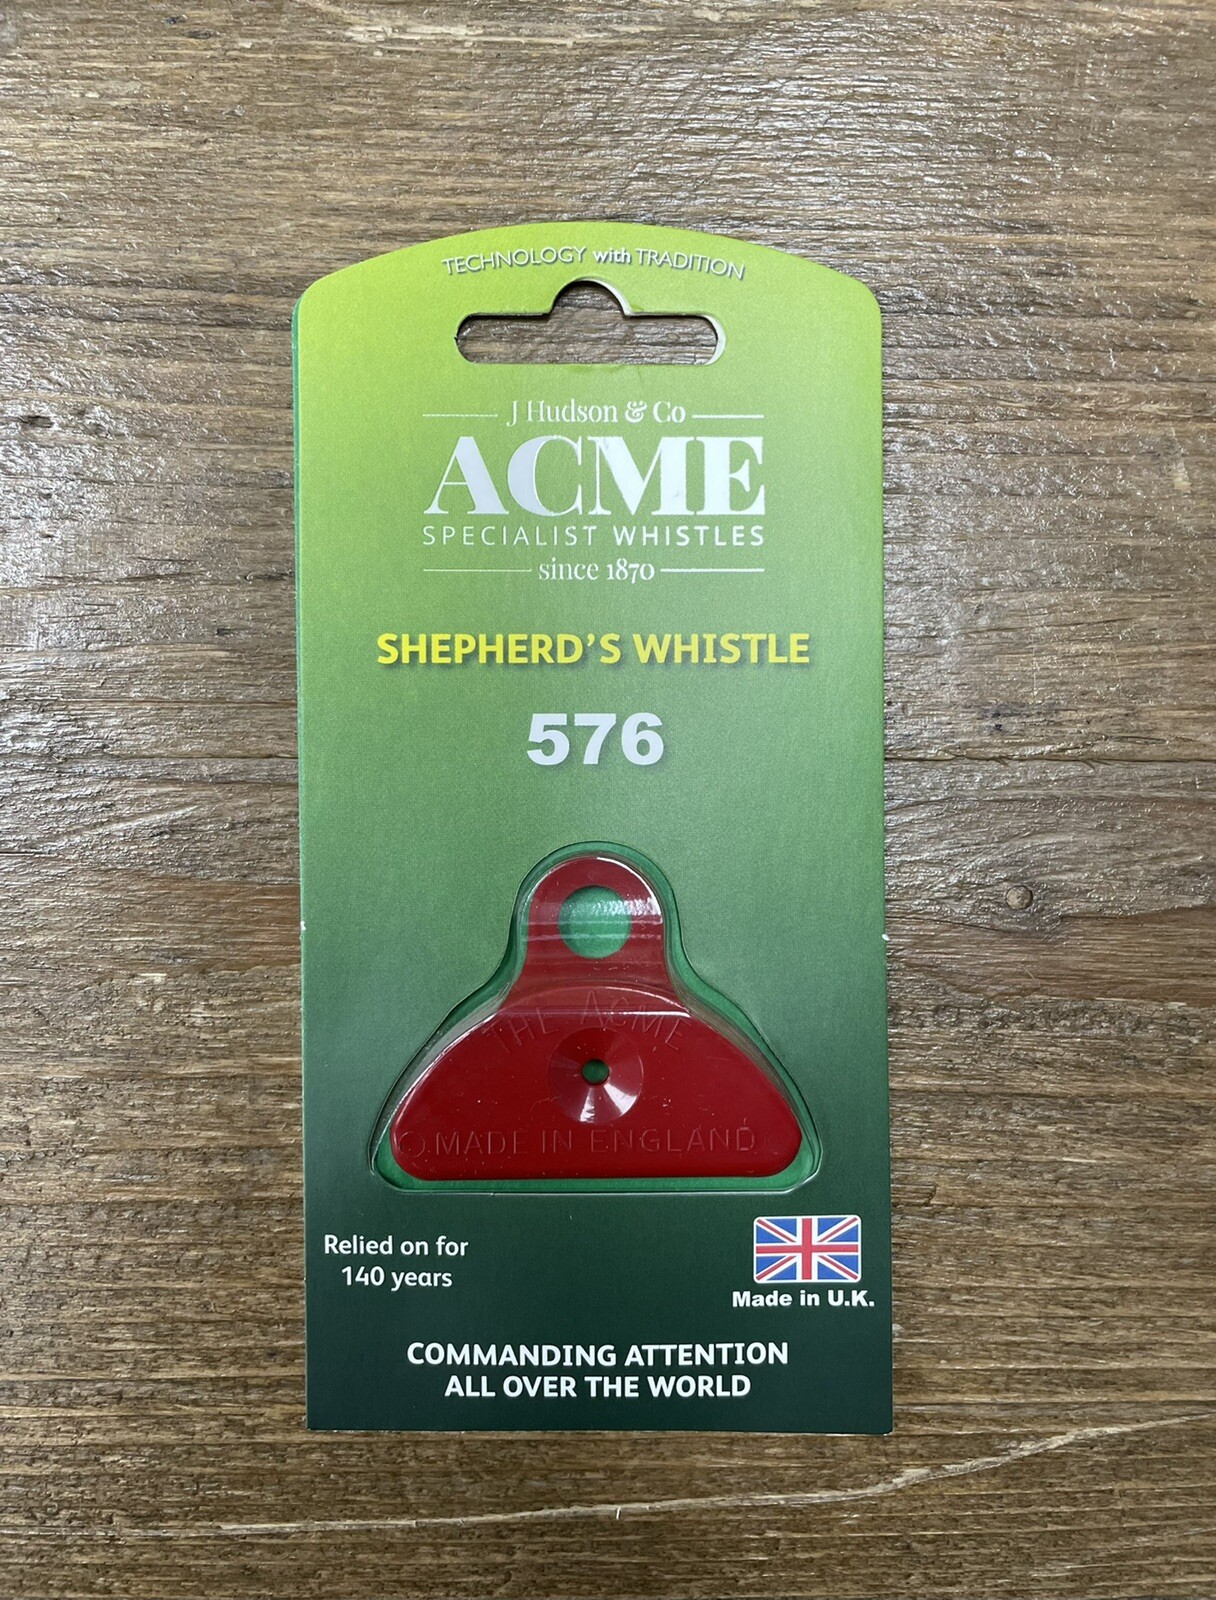 TECHNOLOGY with TRADITION
J Hudson & Co
ACME
SPECIALIST WHISTLES
since 1870
SHEPHERD'S WHISTLE
576
THE ACME
MADE IN ENGLAND
Relied on for
140 years
Made in U.K.
COMMANDING ATTENTION
ALL OVER THE WORLD